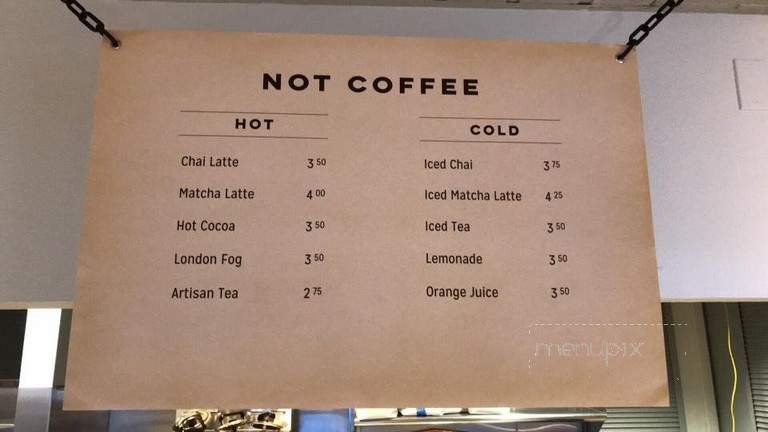 NOT COFFEE
HOT
Chai Latte 3 50
Matcha Latte 4 00
Hot Cocoa 3 50
London Fog 3 50
Artisan Tea 2 75
COLD
Iced Chai 3 75
Iced Matcha Latte 4 25
Iced Tea 3 50
Lemonade 3 50
Orange Juice 3 50
menupix